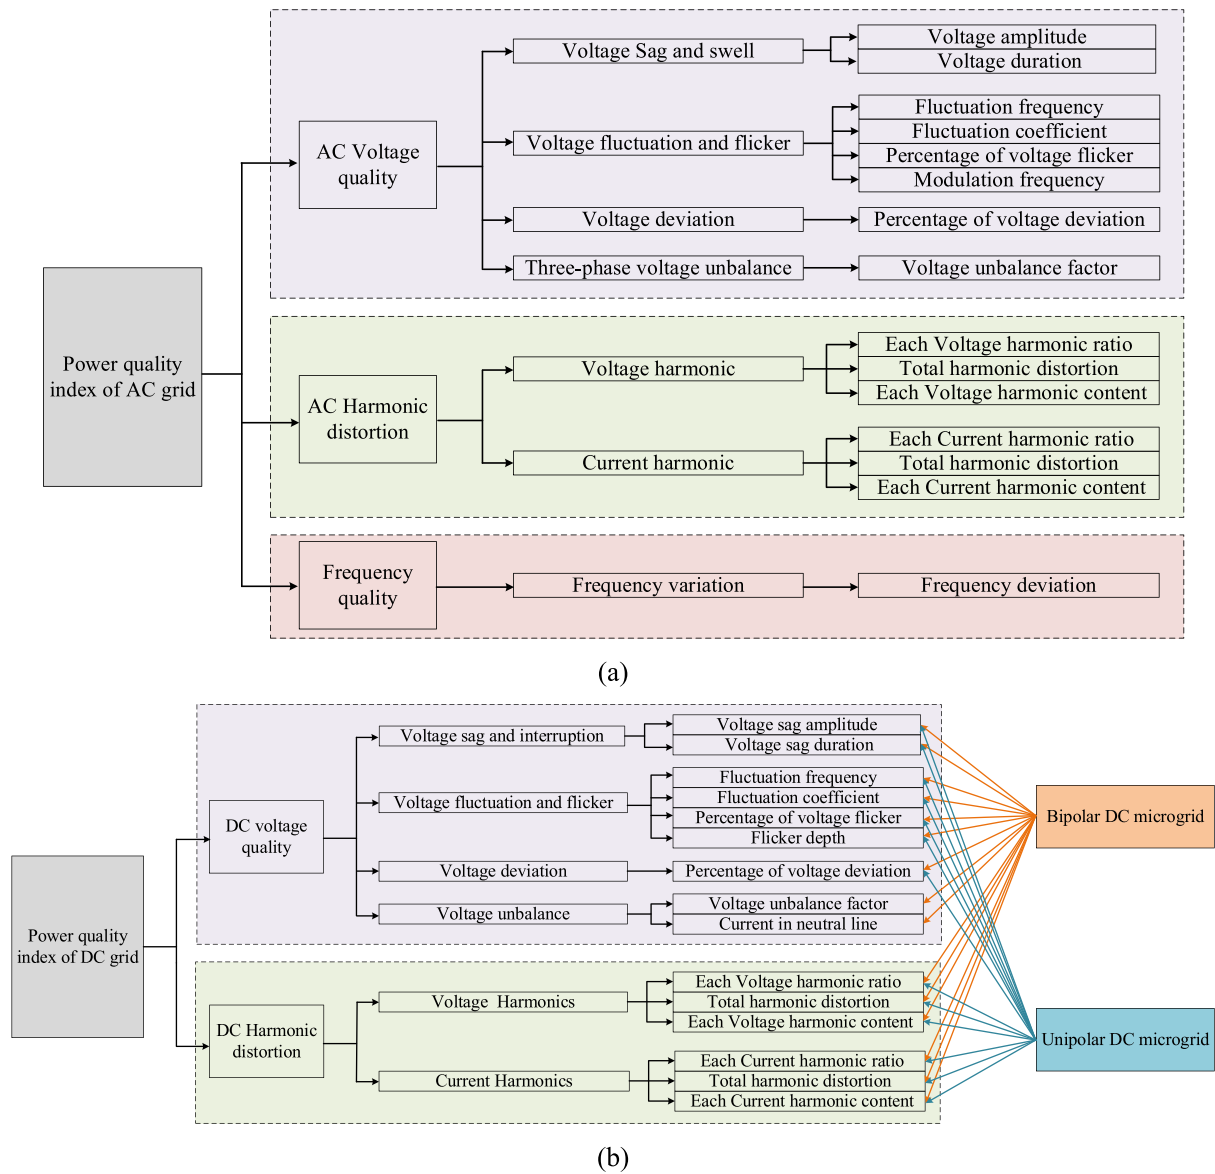 Power quality
index of AC grid
AC Voltage
quality
Voltage Sag and swell
Voltage amplitude
Voltage duration
Voltage fluctuation and flicker
Fluctuation frequency
Fluctuation coefficient
Percentage of voltage flicker
Modulation frequency
Voltage deviation
Percentage of voltage deviation
Three-phase voltage unbalance
Voltage unbalance factor
AC Harmonic
distortion
Voltage harmonic
Each Voltage harmonic ratio
Total harmonic distortion
Each Voltage harmonic content
Current harmonic
Each Current harmonic ratio
Total harmonic distortion
Each Current harmonic content
Frequency
quality
Frequency variation
Frequency deviation
(a)
Power quality
index of DC grid
DC voltage
quality
Voltage sag and interruption
Voltage sag amplitude
Voltage sag duration
Voltage fluctuation and flicker
Fluctuation frequency
Fluctuation coefficient
Percentage of voltage flicker
Flicker depth
Voltage deviation
Percentage of voltage deviation
Voltage unbalance
Voltage unbalance factor
Current in neutral line
DC Harmonic
distortion
Voltage Harmonics
Each Voltage harmonic ratio
Total harmonic distortion
Each Voltage harmonic content
Current Harmonics
Each Current harmonic ratio
Total harmonic distortion
Each Current harmonic content
Bipolar DC microgrid
Unipolar DC microgrid
(b)